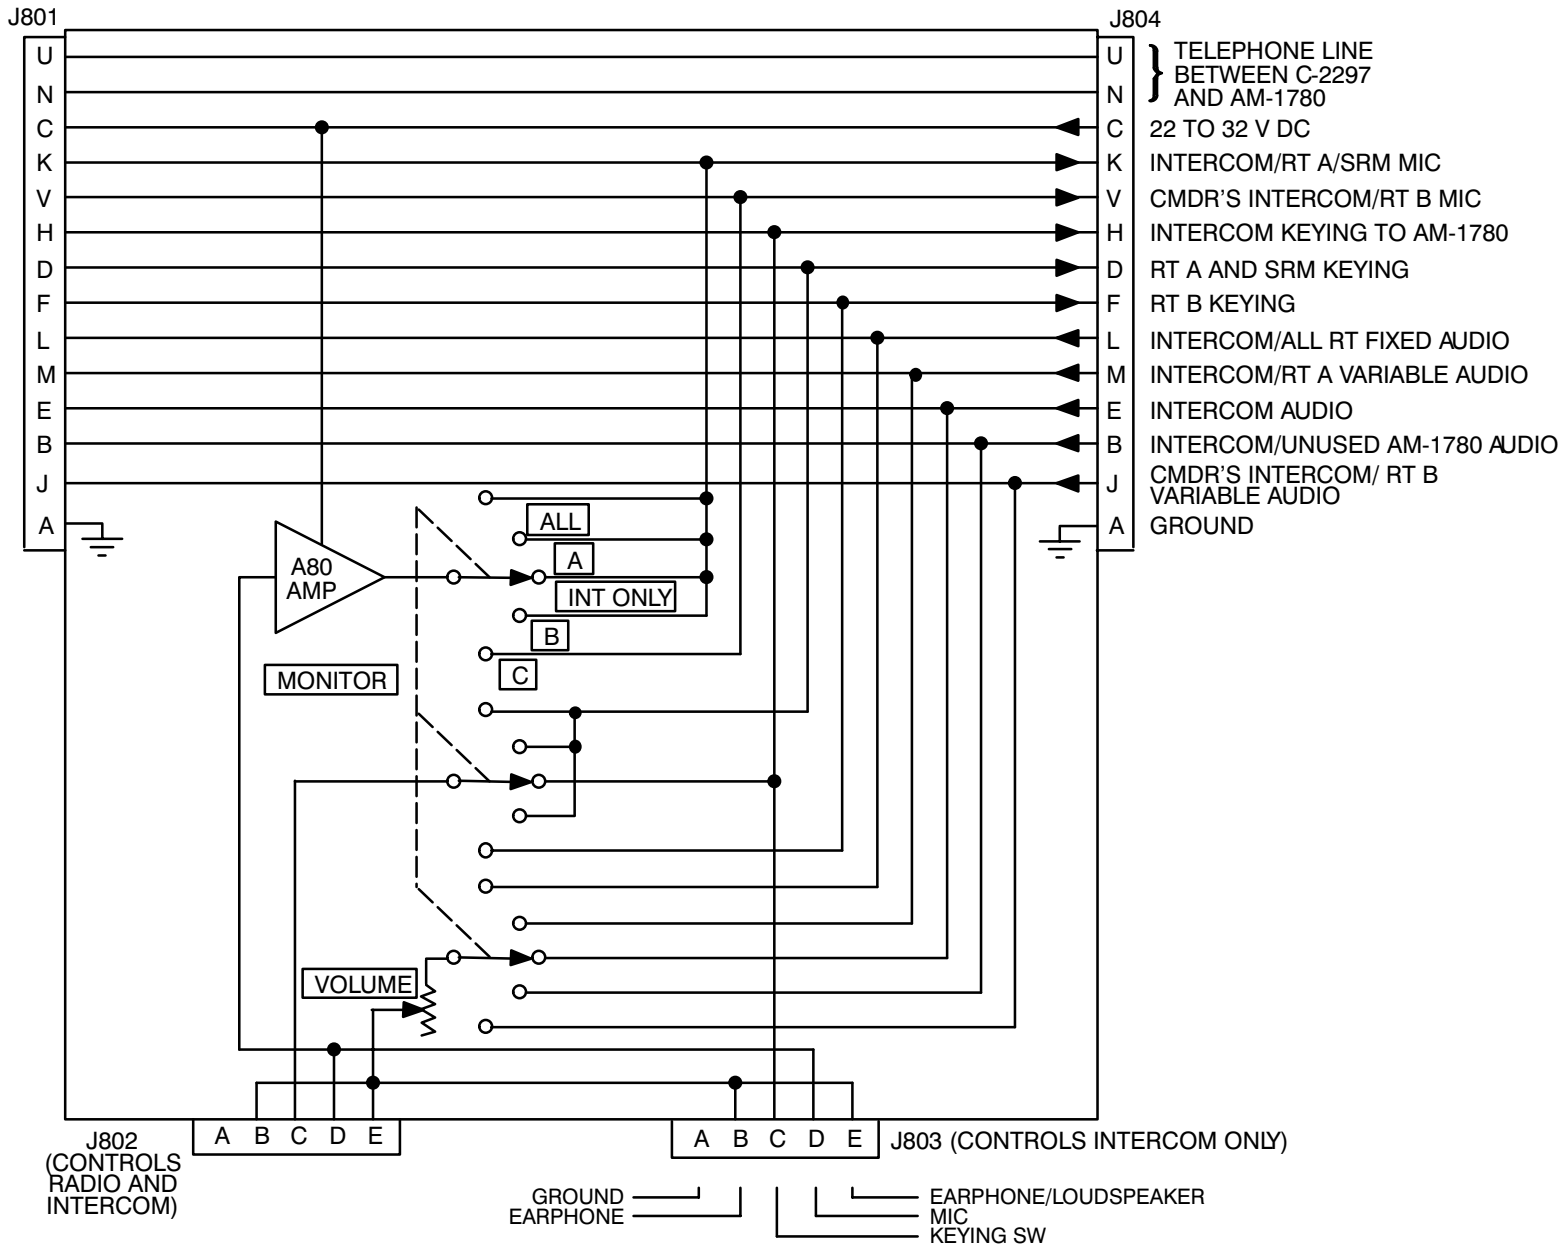 J801
J804
U
N
C
K
V
H
D
F
L
M
E
B
J
A
U
N
C
K
V
H
D
F
L
M
E
B
J
A
TELEPHONE LINE
BETWEEN C-2297
AND AM-1780
22 TO 32 V DC
INTERCOM/RT A/SRM MIC
CMDR'S INTERCOM/RT B MIC
INTERCOM KEYING TO AM-1780
RT A AND SRM KEYING
RT B KEYING
INTERCOM/ALL RT FIXED AUDIO
INTERCOM/RT A VARIABLE AUDIO
INTERCOM AUDIO
INTERCOM/UNUSED AM-1780 AUDIO
CMDR'S INTERCOM/ RT B
VARIABLE AUDIO
GROUND
A80
AMP
ALL
A
INT ONLY
B
C
MONITOR
VOLUME
J802
(CONTROLS
RADIO AND
INTERCOM)
A B C D E
A B C D E
J803 (CONTROLS INTERCOM ONLY)
GROUND
EARPHONE
EARPHONE/LOUDSPEAKER
MIC
KEYING SW